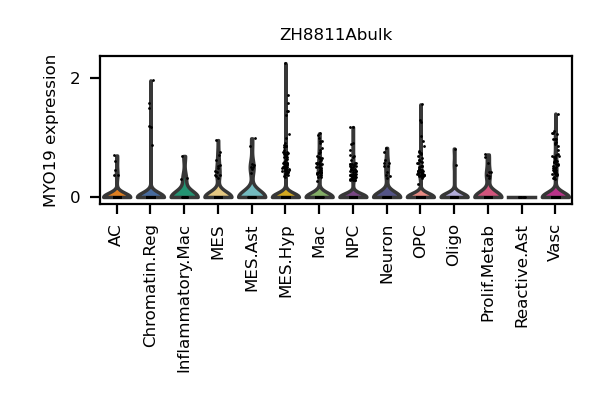 ZH8811Abulk
MYO19 expression
2
0
AC
Chromatin.Reg
Inflammatory.Mac
MES
MES.Ast
MES.Hyp
Mac
NPC
Neuron
OPC
Oligo
Prolif.Metab
Reactive.Ast
Vasc